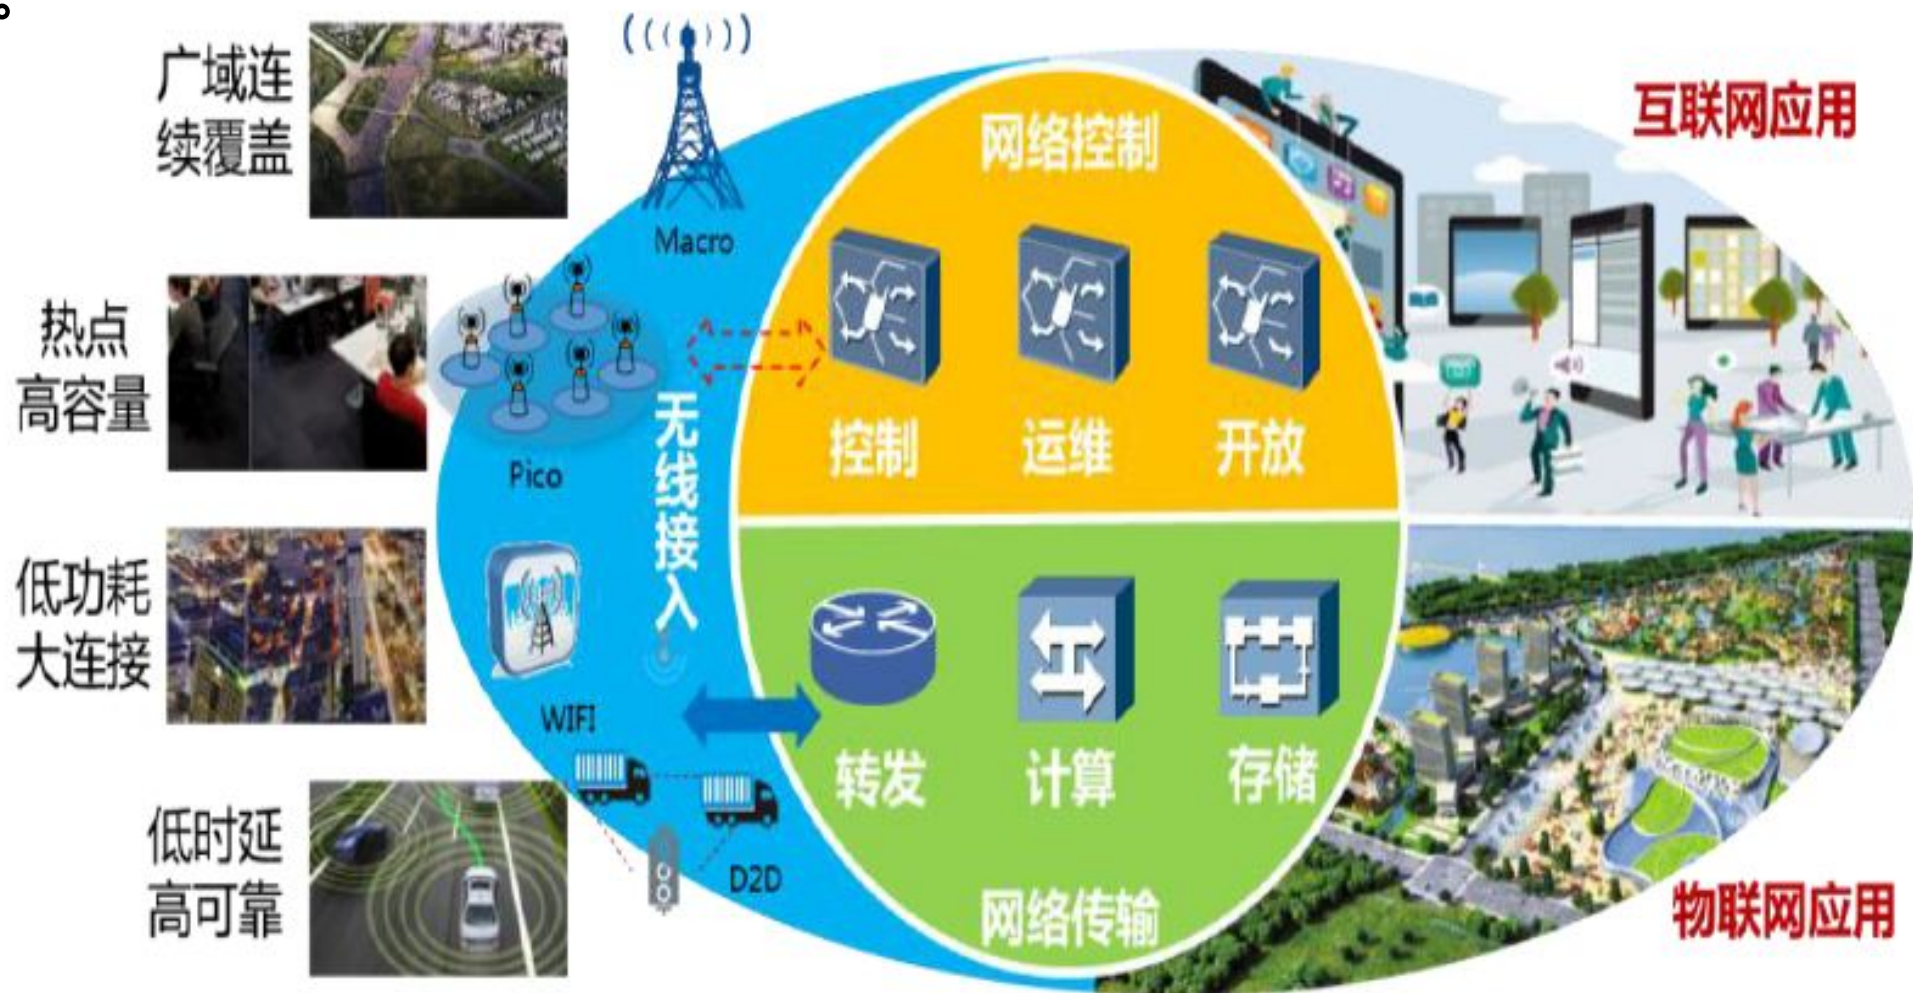 。
广域连
续覆盖
Macro
热点
高容量
Pico
低功耗
大连接
WIFI
低时延
高可靠
D2D
无线接入
网络控制
控制
运维
开放
转发
计算
存储
网络传输
互联网应用
物联网应用